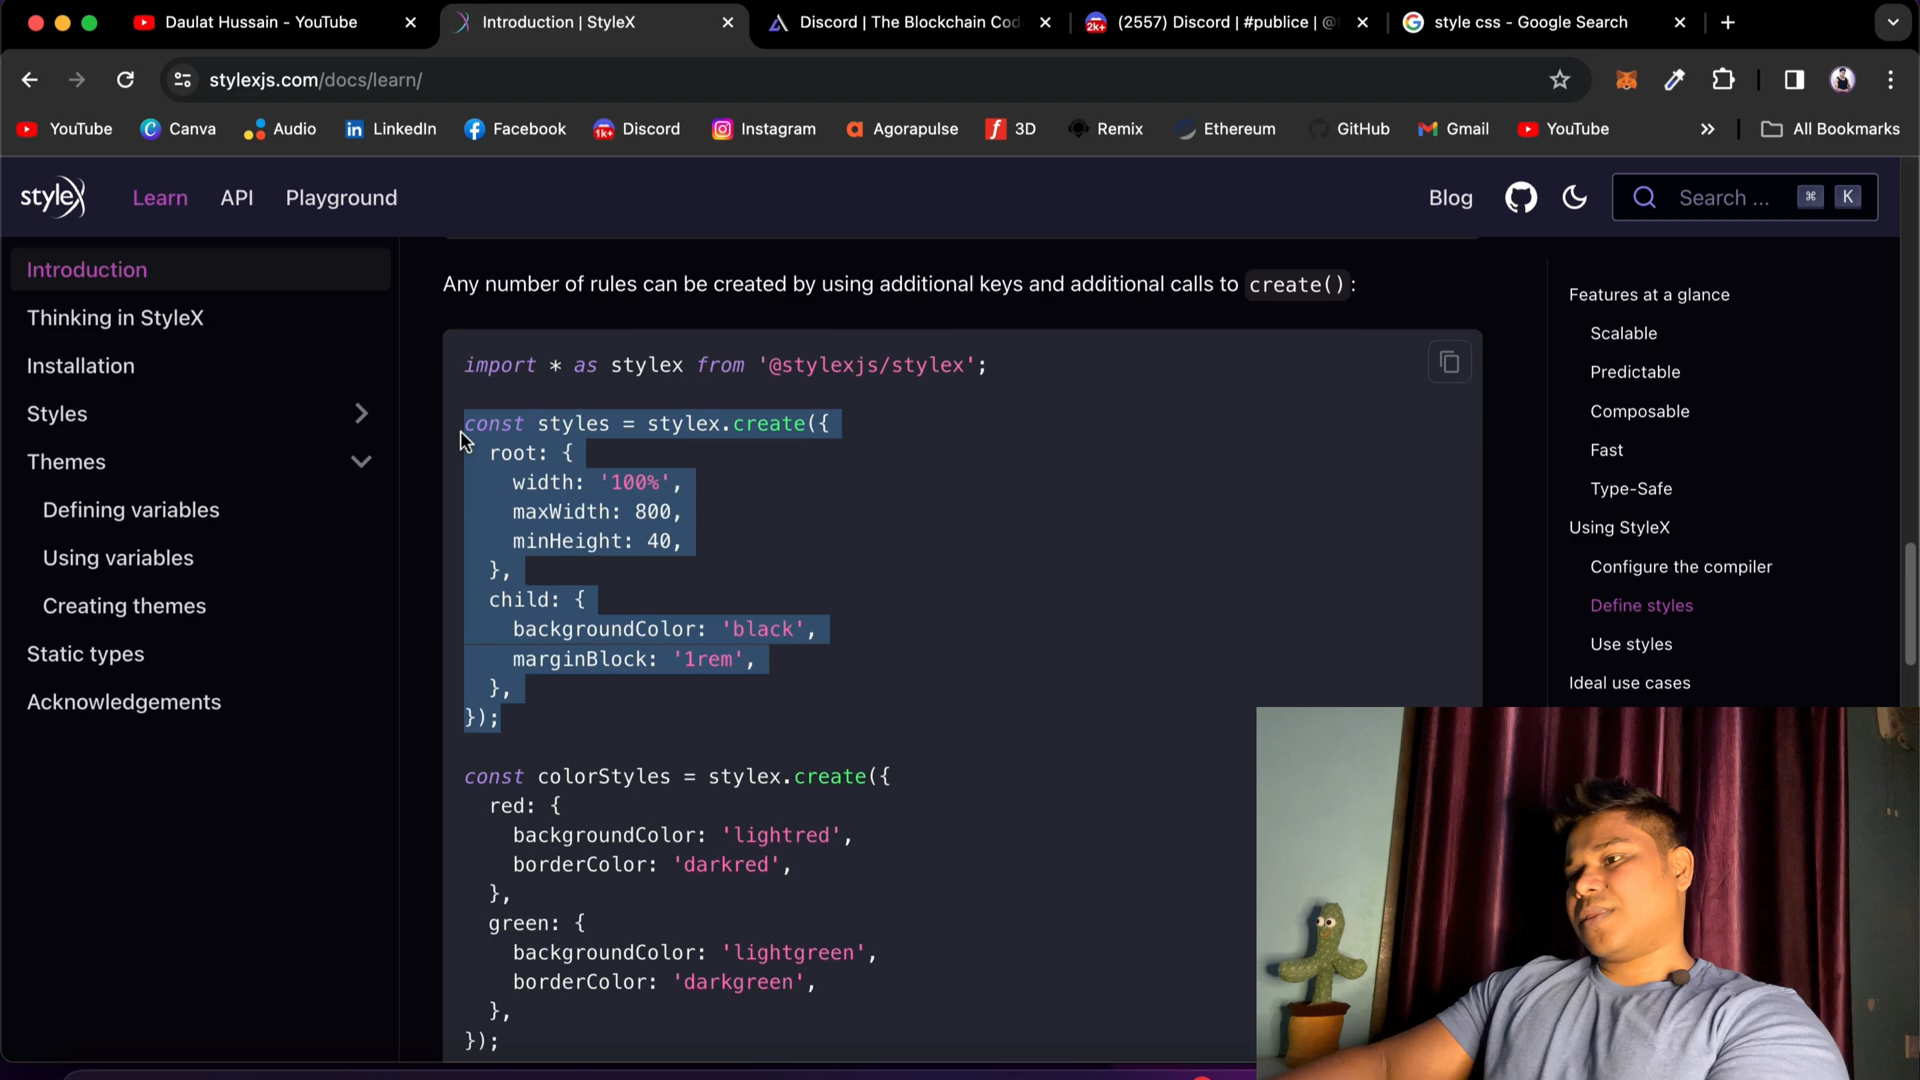 Daulat Hussain - YouTube
Introduction | StyleX
Discord | The Blockchain Cod
2k+
(2557) Discord | #publice | @t
style css - Google Search
stylexjs.com/docs/learn/
YouTube
Canva
Audio
LinkedIn
Facebook
1k+
Discord
Instagram
Agorapulse
3D
Remix
Ethereum
GitHub
Gmail
YouTube
All Bookmarks
styleX
Learn
API
Playground
Blog
Search ...
⌘
K
Introduction
Thinking in StyleX
Installation
Styles
Themes
Defining variables
Using variables
Creating themes
Static types
Acknowledgements
Any number of rules can be created by using additional keys and additional calls to create():
import * as stylex from '@stylexjs/stylex';
const styles = stylex.create({
root: {
width: '100%',
maxWidth: 800,
minHeight: 40,
},
child: {
backgroundColor: 'black',
marginBlock: '1rem',
},
});
const colorStyles = stylex.create({
red: {
backgroundColor: 'lightred',
borderColor: 'darkred',
},
green: {
backgroundColor: 'lightgreen',
borderColor: 'darkgreen',
},
});
Features at a glance
Scalable
Predictable
Composable
Fast
Type-Safe
Using StyleX
Configure the compiler
Define styles
Use styles
Ideal use cases